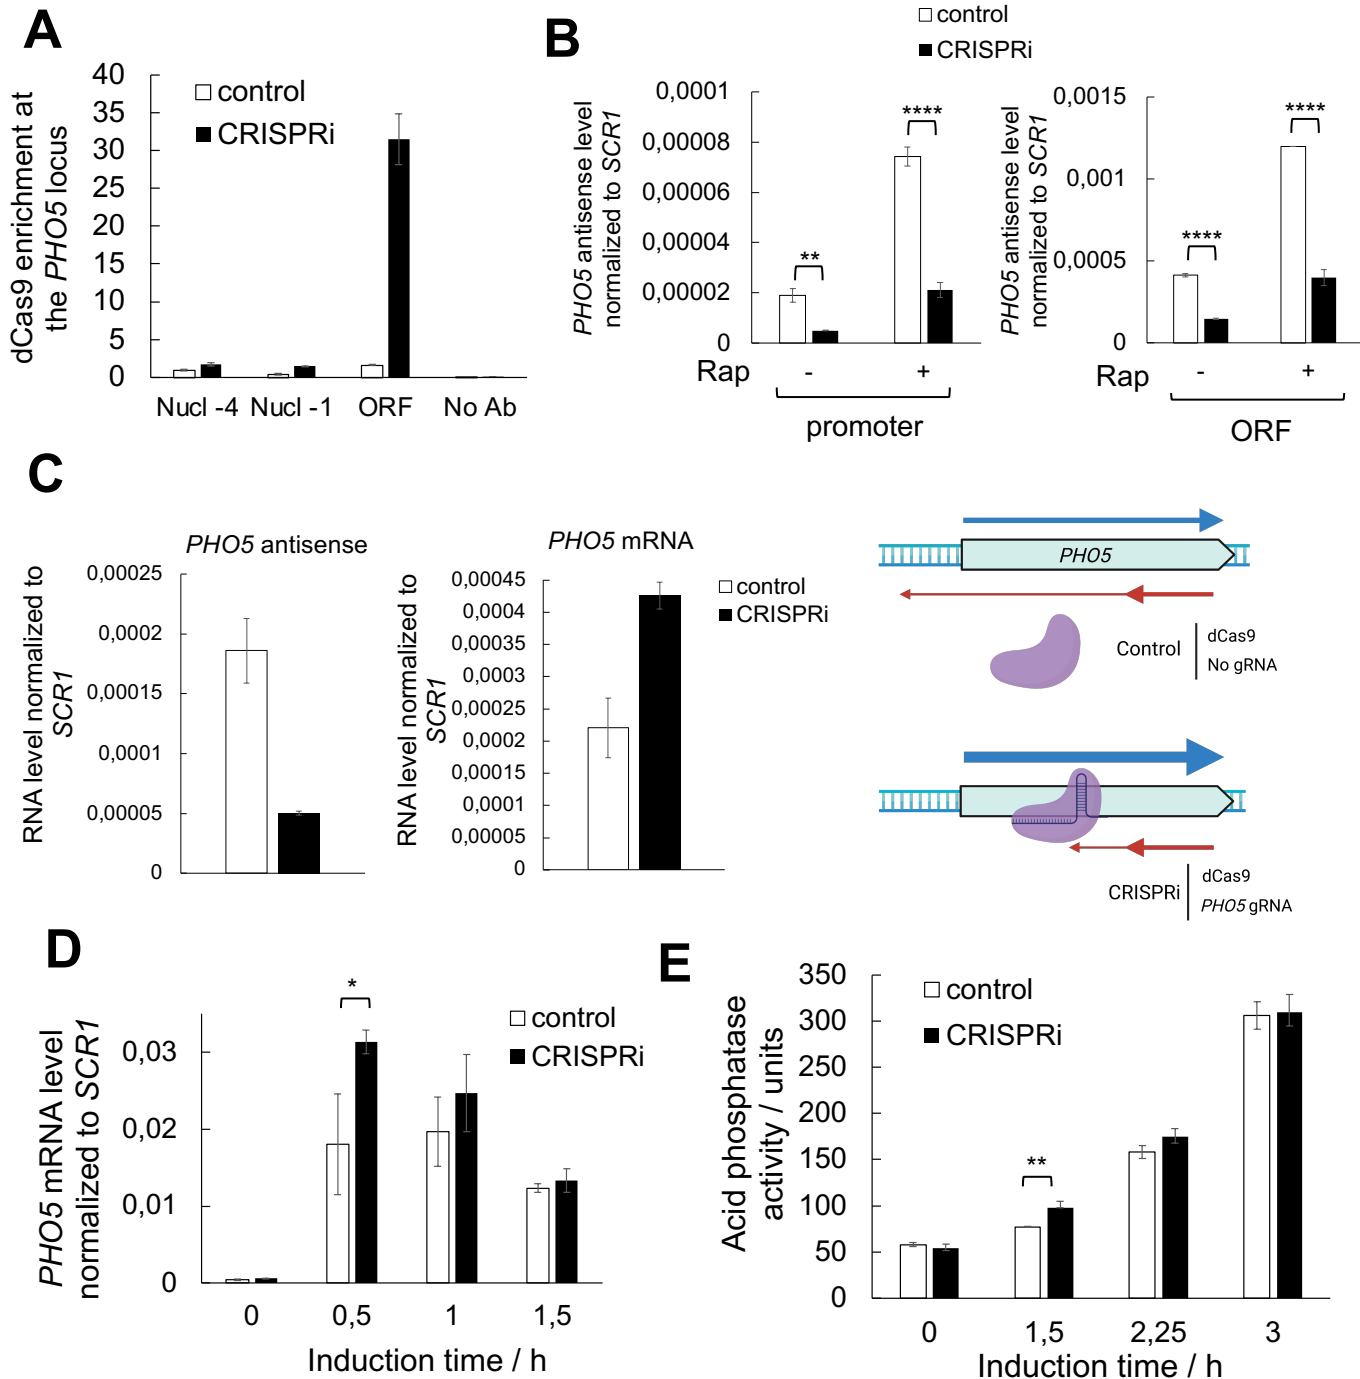 A
dCas9 enrichment at
the PHO5 locus
40
35
30
25
20
15
10
5
0
control
CRISPRi
Nucl -4
Nucl -1
ORF
No Ab
B
control
CRISPRi
PHO5 antisense level
normalized to SCR1
0,0001
0,00008
0,00006
0,00004
0,00002
0
**
****
Rap
-
+
promoter
PHO5 antisense level
normalized to SCR1
0,0015
0,001
0,0005
0
****
****
Rap
-
+
ORF
C
PHO5 antisense
RNA level normalized to
SCR1
0,00025
0,0002
0,00015
0,0001
0,00005
0
PHO5 mRNA
RNA level normalized to
SCR1
0,00045
0,0004
0,00035
0,0003
0,00025
0,0002
0,00015
0,0001
0,00005
0
control
CRISPRi
PHO5
Control
dCas9
No gRNA
CRISPRi
dCas9
PHO5 gRNA
D
PHO5 mRNA level
normalized to SCR1
0,03
0,02
0,01
0
*
control
CRISPRi
0
0,5
1
1,5
Induction time / h
E
Acid phosphatase
activity / units
350
300
250
200
150
100
50
0
control
CRISPRi
**
0
1,5
2,25
3
Induction time / h